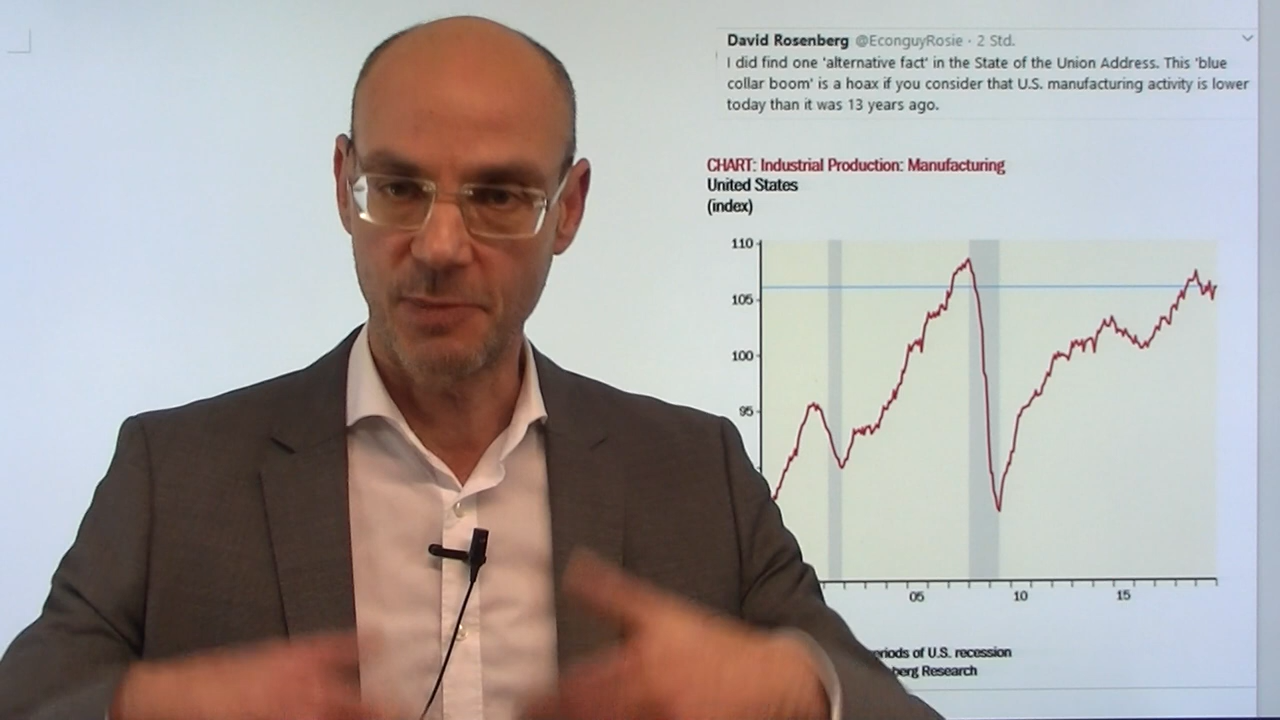 David Rosenberg @EconguyRosie · 2 Std.
I did find one 'alternative fact' in the State of the Union Address. This 'blue
collar boom' is a hoax if you consider that U.S. manufacturing activity is lower
today than it was 13 years ago.
CHART: Industrial Production: Manufacturing
United States
(index)
110
105
100
95
05 10 15
of U.S. recession
Research